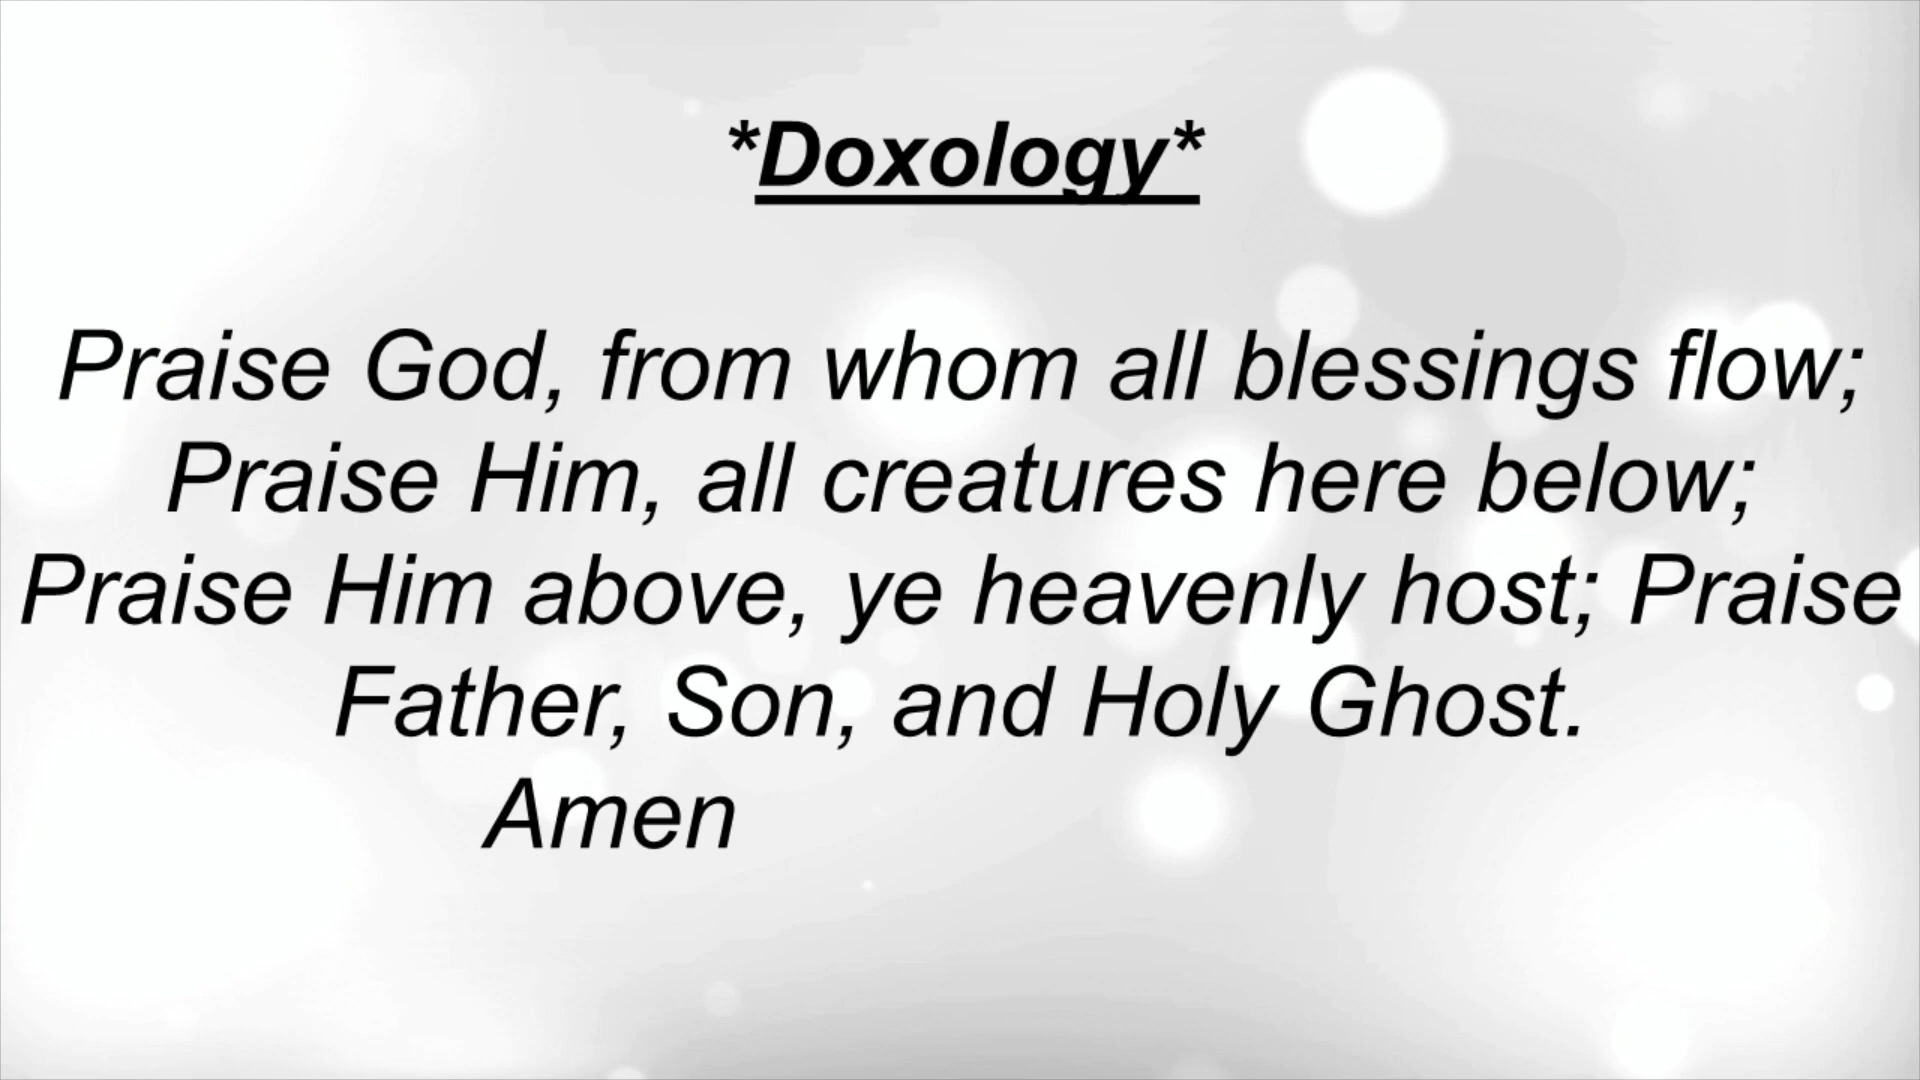 *Doxology*
Praise God, from whom all blessings flow;
Praise Him, all creatures here below;
Praise Him above, ye heavenly host; Praise
Father, Son, and Holy Ghost.
Amen